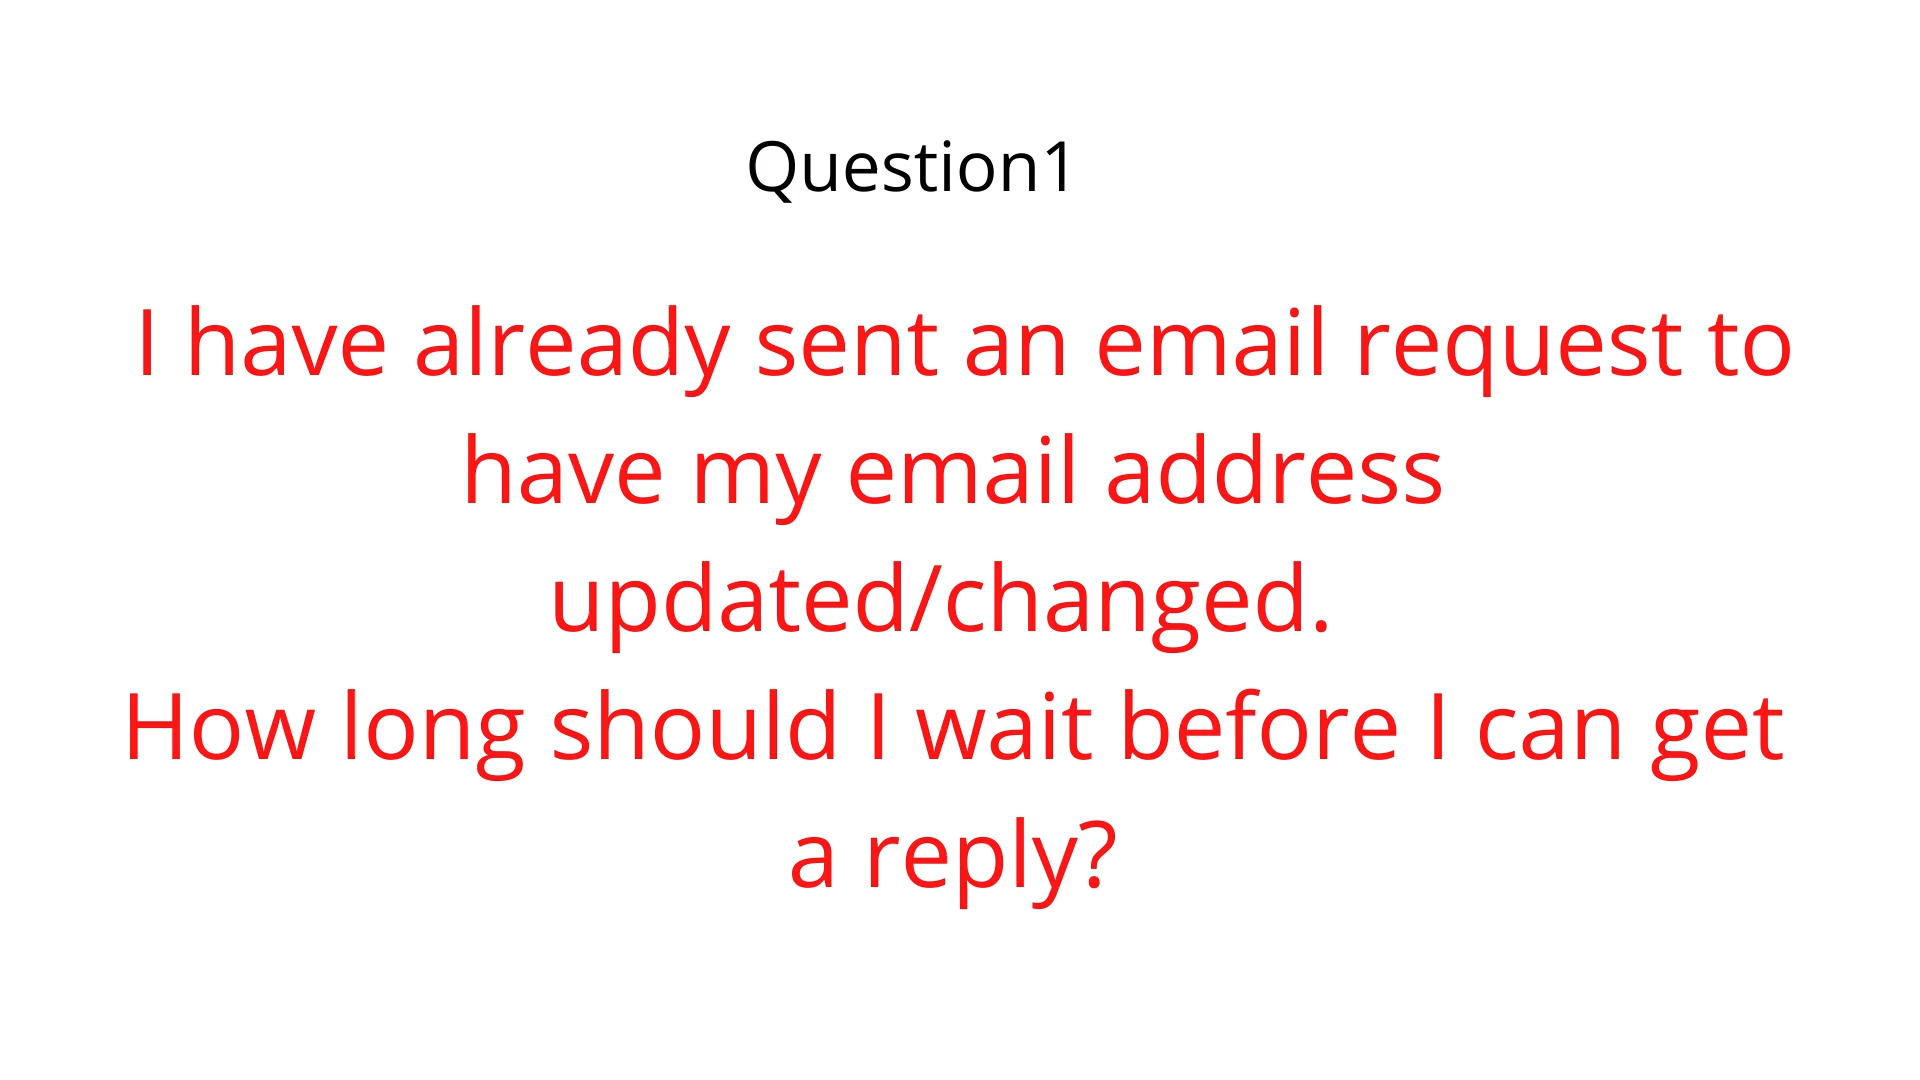 Question1
I have already sent an email request to
have my email address
updated/changed.
How long should I wait before I can get
a reply?